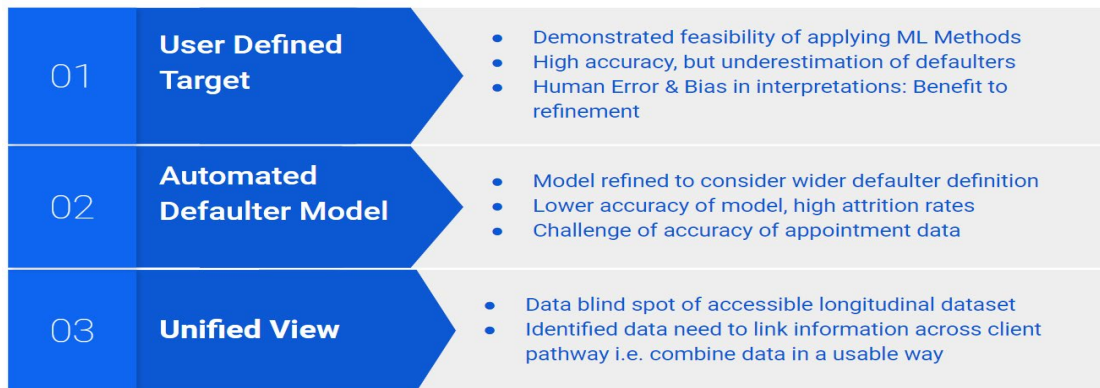 01
User Defined
Target
• Demonstrated feasibility of applying ML Methods
• High accuracy, but underestimation of defaulters
• Human Error & Bias in interpretations: Benefit to
refinement
02
Automated
Defaulter Model
• Model refined to consider wider defaulter definition
• Lower accuracy of model, high attrition rates
• Challenge of accuracy of appointment data
03
Unified View
• Data blind spot of accessible longitudinal dataset
• Identified data need to link information across client
pathway i.e. combine data in a usable way